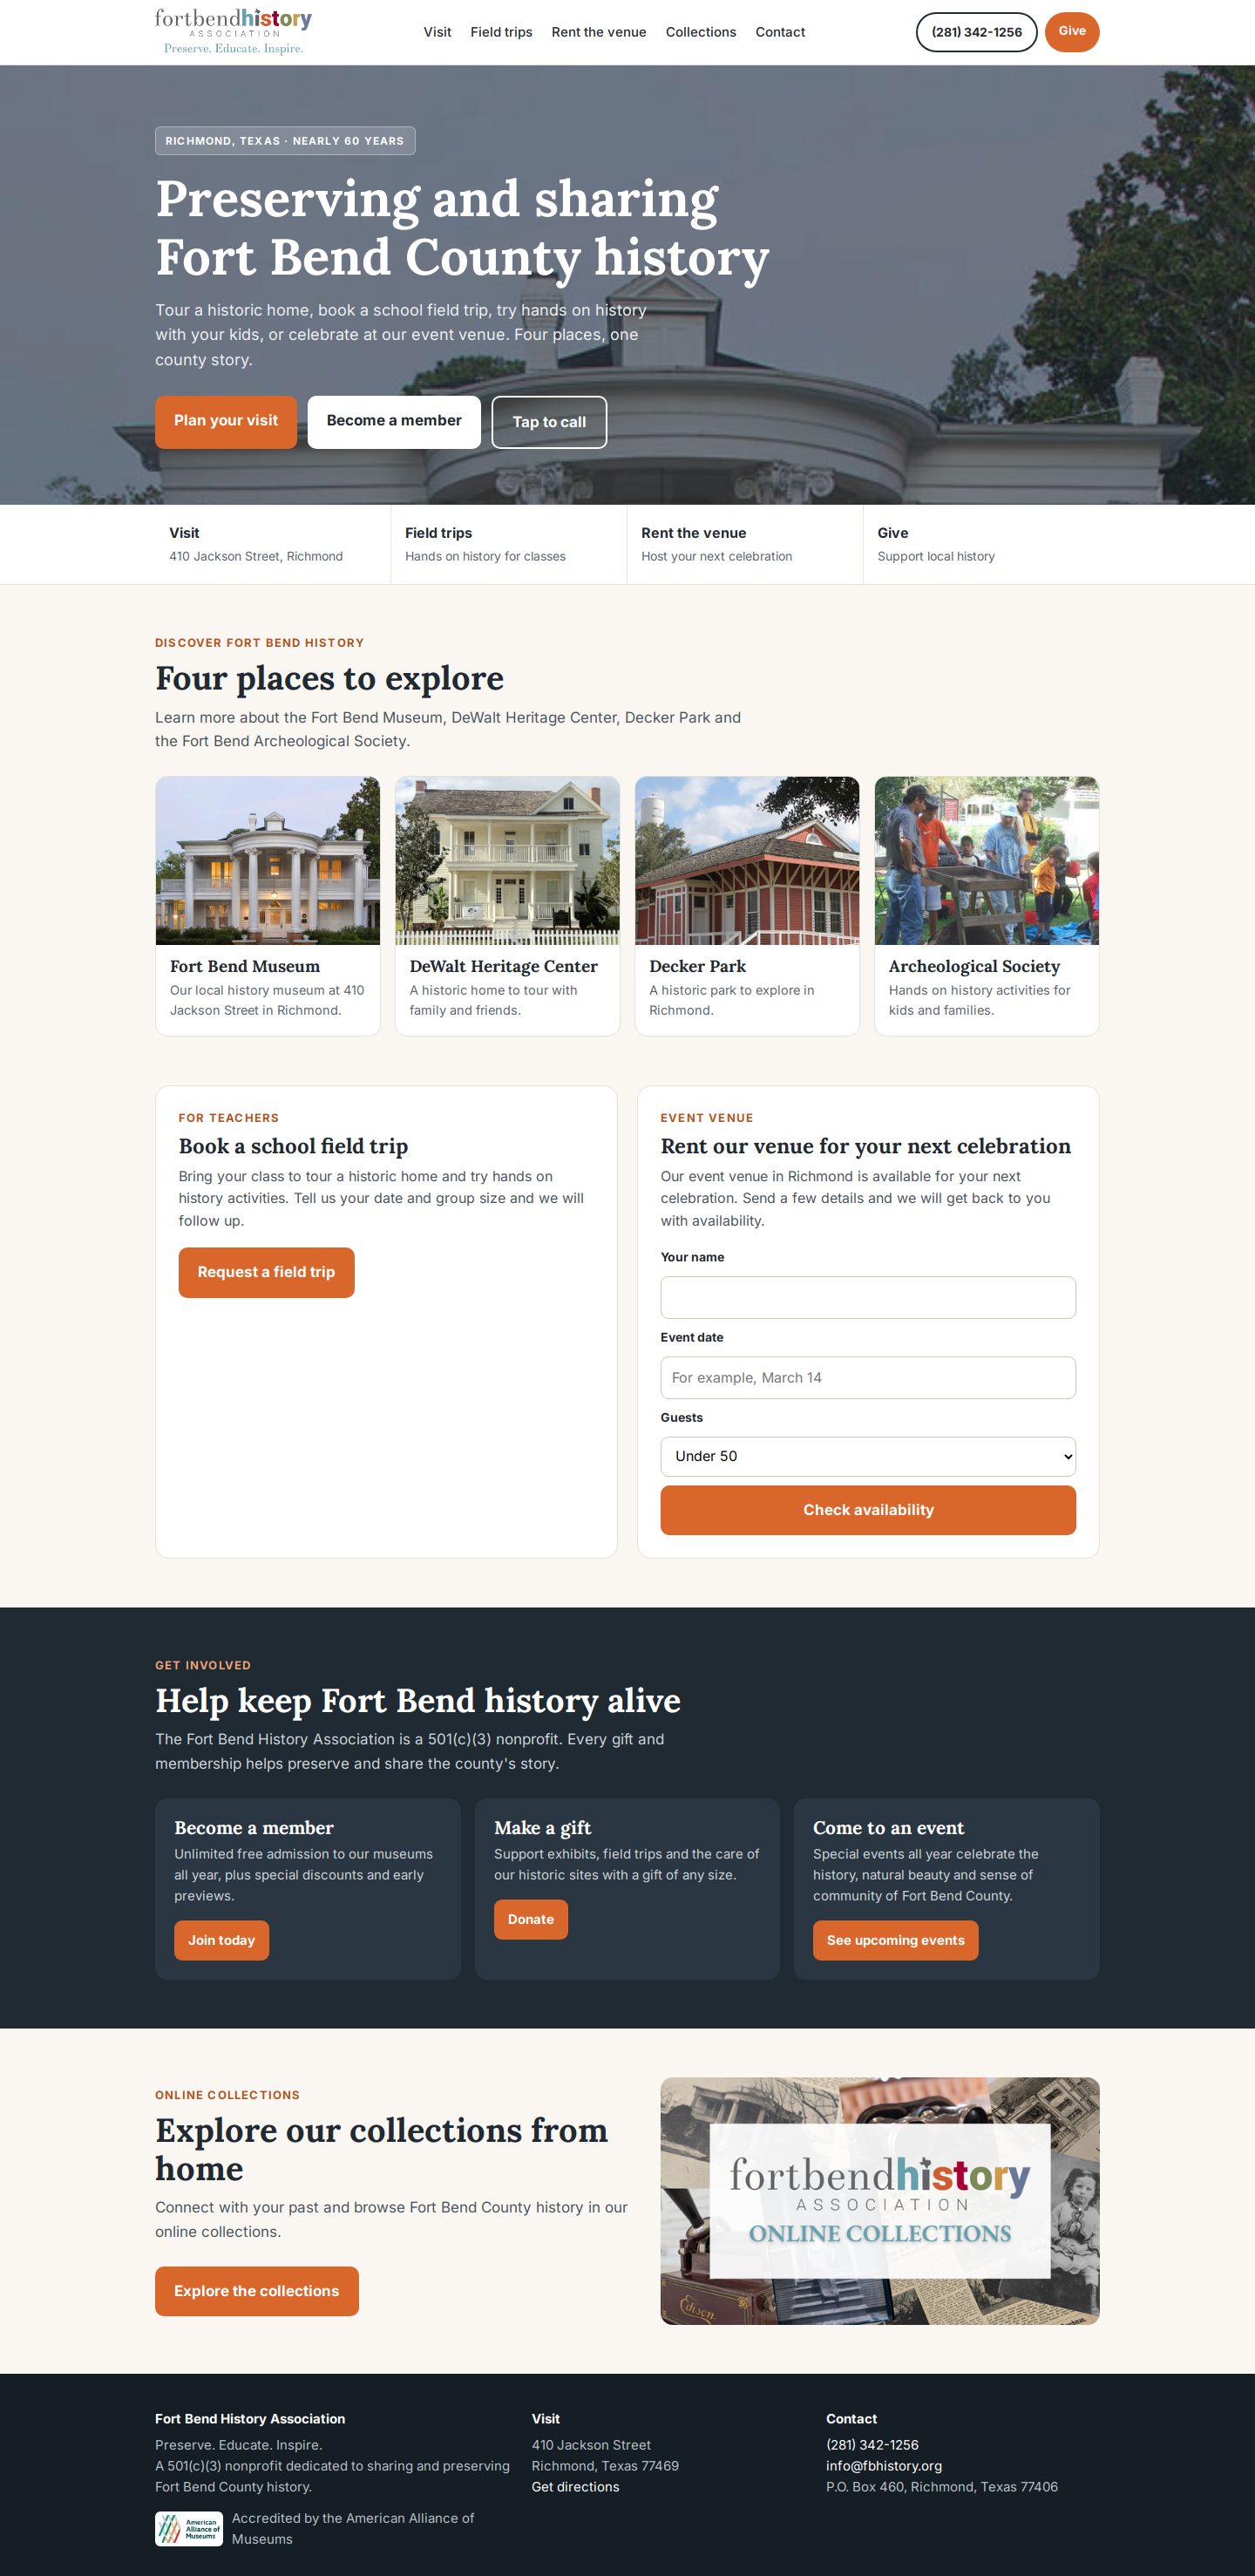 fortbendhistory
ASSOCIATION
Preserve. Educate. Inspire.
Visit
Field trips
Rent the venue
Collections
Contact
(281) 342-1256
Give
RICHMOND, TEXAS · NEARLY 60 YEARS
Preserving and sharing
Fort Bend County history
Tour a historic home, book a school field trip, try hands on history
with your kids, or celebrate at our event venue. Four places, one
county story.
Plan your visit
Become a member
Tap to call
Visit
410 Jackson Street, Richmond
Field trips
Hands on history for classes
Rent the venue
Host your next celebration
Give
Support local history
DISCOVER FORT BEND HISTORY
Four places to explore
Learn more about the Fort Bend Museum, DeWalt Heritage Center, Decker Park and
the Fort Bend Archeological Society.
Fort Bend Museum
Our local history museum at 410
Jackson Street in Richmond.
DeWalt Heritage Center
A historic home to tour with
family and friends.
Decker Park
A historic park to explore in
Richmond.
Archeological Society
Hands on history activities for
kids and families.
FOR TEACHERS
Book a school field trip
Bring your class to tour a historic home and try hands on
history activities. Tell us your date and group size and we will
follow up.
Request a field trip
EVENT VENUE
Rent our venue for your next celebration
Our event venue in Richmond is available for your next
celebration. Send a few details and we will get back to you
with availability.
Your name
Event date
For example, March 14
Guests
Under 50
Check availability
GET INVOLVED
Help keep Fort Bend history alive
The Fort Bend History Association is a 501(c)(3) nonprofit. Every gift and
membership helps preserve and share the county's story.
Become a member
Unlimited free admission to our museums
all year, plus special discounts and early
previews.
Join today
Make a gift
Support exhibits, field trips and the care of
our historic sites with a gift of any size.
Donate
Come to an event
Special events all year celebrate the
history, natural beauty and sense of
community of Fort Bend County.
See upcoming events
ONLINE COLLECTIONS
Explore our collections from
home
Connect with your past and browse Fort Bend County history in our
online collections.
Explore the collections
fortbendhistory
ASSOCIATION
ONLINE COLLECTIONS
Edison
Fort Bend History Association
Preserve. Educate. Inspire.
A 501(c)(3) nonprofit dedicated to sharing and preserving
Fort Bend County history.
American
Alliance of
Museums
Accredited by the American Alliance of
Museums
Visit
410 Jackson Street
Richmond, Texas 77469
Get directions
Contact
(281) 342-1256
info@fbhistory.org
P.O. Box 460, Richmond, Texas 77406